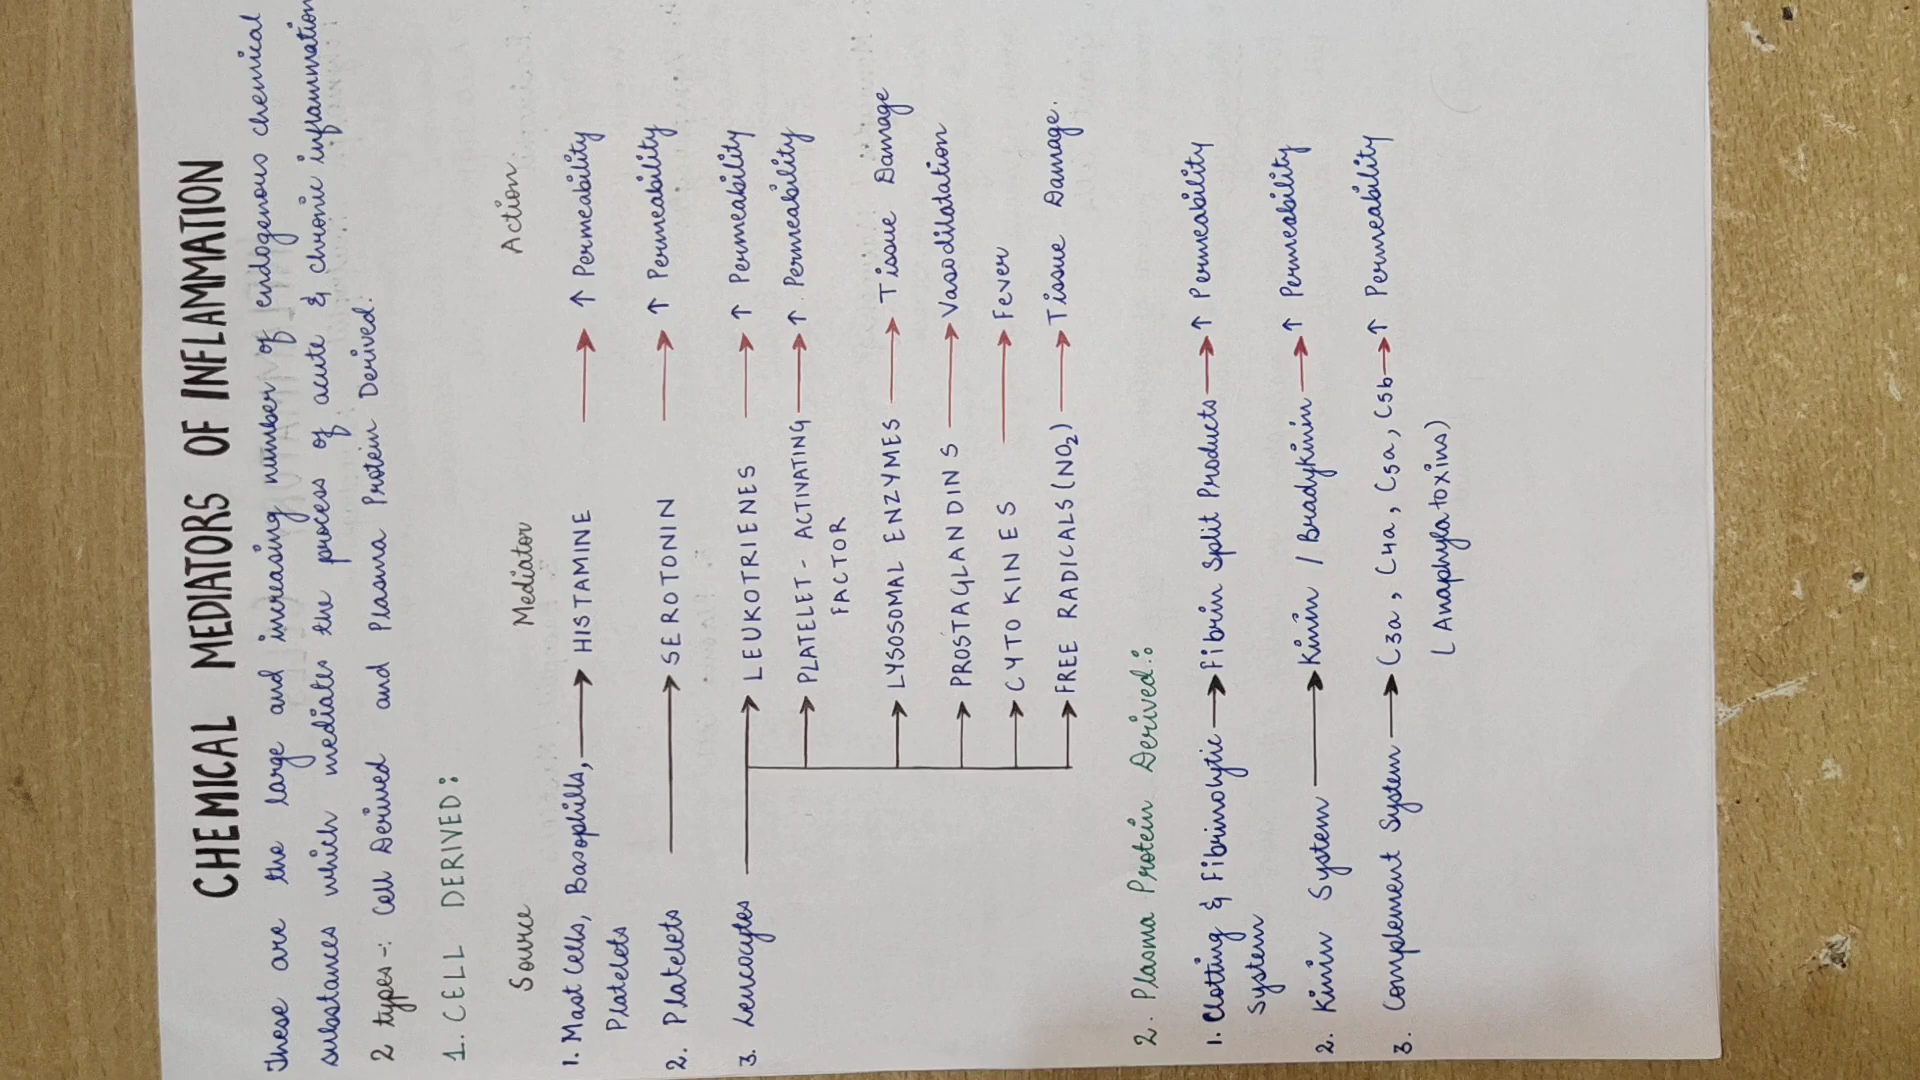 CHEMICAL MEDIATORS OF INFLAMMATION
These are the large and increasing number of endogenous chemical
substances which mediates the process of acute & chronic inflammation
2 types -: Cell Derived and Plasma Protein Derived.
1. CELL DERIVED:
Source Mediator Action
1. Mast Cells, Basophills, → HISTAMINE → ↑ Permeability
Platelets
2. Platelets → SEROTONIN → ↑ Permeability
3. Leucocytes → LEUKOTRIENES → ↑ Permeability
→ PLATELET - ACTIVATING → ↑ Permeability
FACTOR
→ LYSOSOMAL ENZYMES → Tissue Damage
→ PROSTAGLANDINS → Vasodilatation
→ CYTOKINES → Fever
→ FREE RADICALS (NO2) → Tissue Damage.
2. Plasma Protein Derived:
1. Clotting & Fibrinolytic → Fibrin Split Products → ↑ Permeability
System
2. Kinin System → Kinin / Bradykinin → ↑ Permeability
3. Complement System → C3a, C4a, C5a, C5b → ↑ Permeability
(Anaphylatoxins)